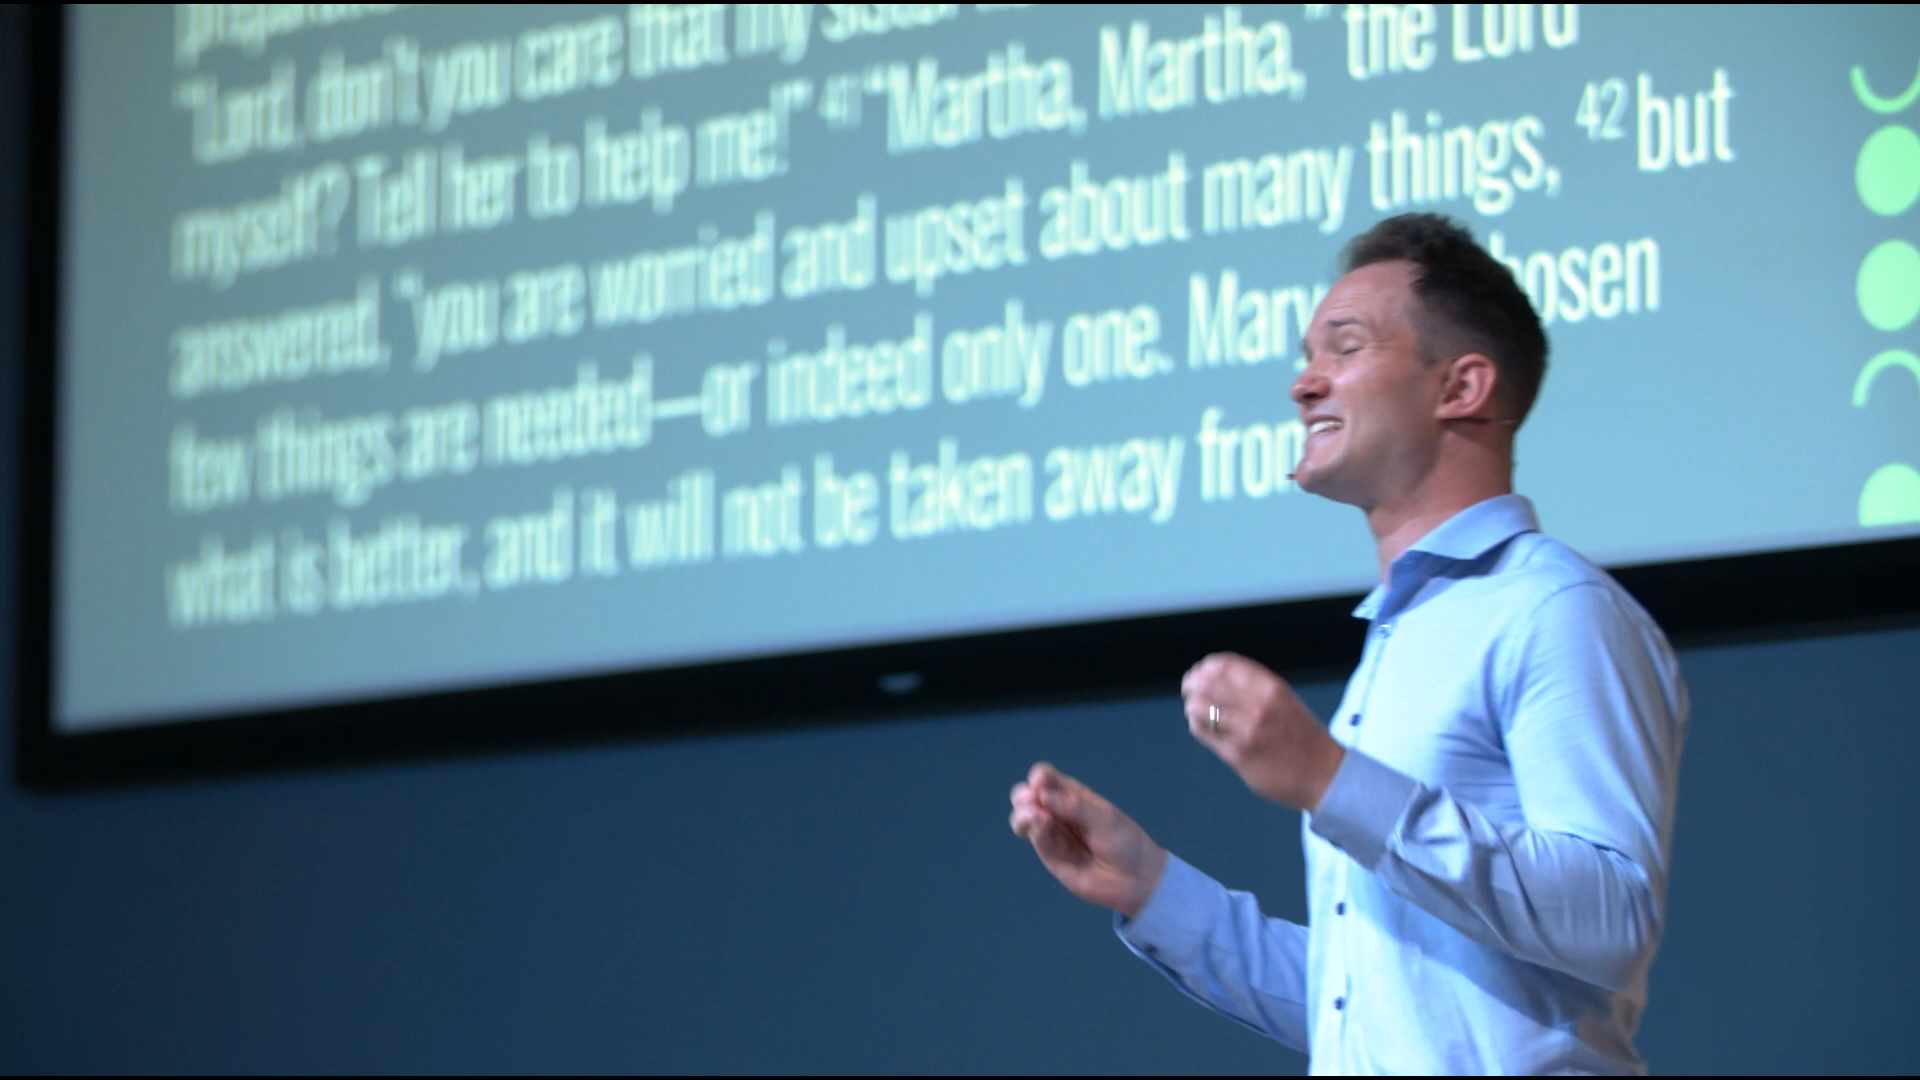 "Lord, don't you care that my sister
myself? Tell her to help me!" 41 "Martha, Martha," the Lord
answered, "you are worried and upset about many things, 42 but
few things are needed—or indeed only one. Mary hosen
what is better, and it will not be taken away from